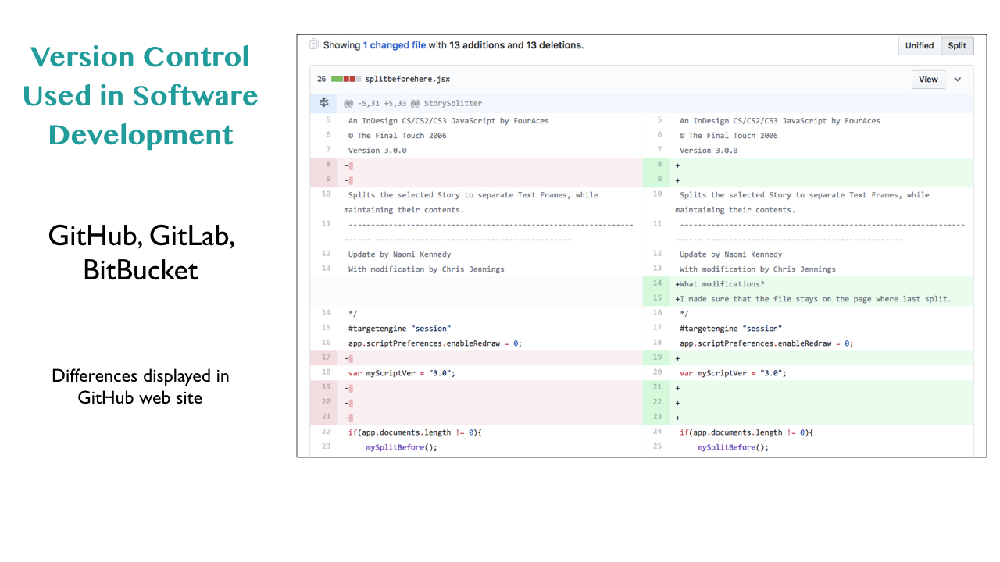 Version Control
Used in Software
Development
GitHub, GitLab,
BitBucket
Differences displayed in
GitHub web site
Showing 1 changed file with 13 additions and 13 deletions.
Unified Split
26 splitbeforehere.jsx
View
@@ -5,31 +5,33 @@ StorySplitter
5 An InDesign CS/CS2/CS3 JavaScript by FourAces
6 © The Final Touch 2006
7 Version 3.0.0
8 -
9 -
10 Splits the selected Story to separate Text Frames, while
maintaining their contents.
11 ----------------------------------------------------------------
------ --------------------------------------------
12 Update by Naomi Kennedy
13 With modification by Chris Jennings
14 */
15 #targetengine "session"
16 app.scriptPreferences.enableRedraw = 0;
17 -
18 var myScriptVer = "3.0";
19 -
20 -
21 -
22 if(app.documents.length != 0){
23 mySplitBefore();
5 An InDesign CS/CS2/CS3 JavaScript by FourAces
6 © The Final Touch 2006
7 Version 3.0.0
8 +
9 +
10 Splits the selected Story to separate Text Frames, while
maintaining their contents.
11 ----------------------------------------------------------------
------ --------------------------------------------
12 Update by Naomi Kennedy
13 With modification by Chris Jennings
14 +What modifications?
15 +I made sure that the file stays on the page where last split.
16 */
17 #targetengine "session"
18 app.scriptPreferences.enableRedraw = 0;
19 +
20 var myScriptVer = "3.0";
21 +
22 +
23 +
24 if(app.documents.length != 0){
25 mySplitBefore();